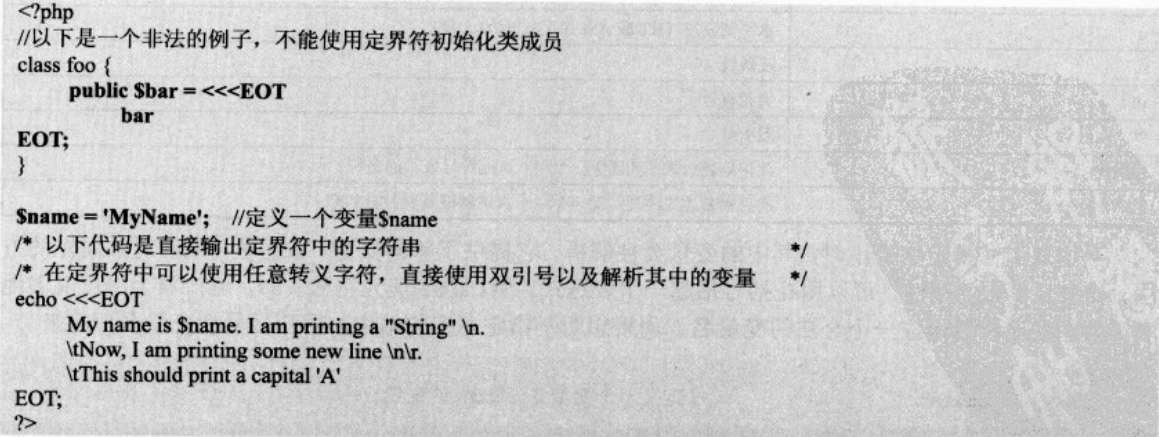 <?php
//以下是一个非法的例子，不能使用定界符初始化类成员
class foo {
    public $bar = <<<EOT
        bar
EOT;
}

$name = 'MyName';   //定义一个变量$name
/*  以下代码是直接输出定界符中的字符串                                    */
/*  在定界符中可以使用任意转义字符，直接使用双引号以及解析其中的变量    */
echo <<<EOT
    My name is $name. I am printing a "String" \n.
    \tNow, I am printing some new line \n\r.
    \tThis should print a capital 'A'
EOT;
?>